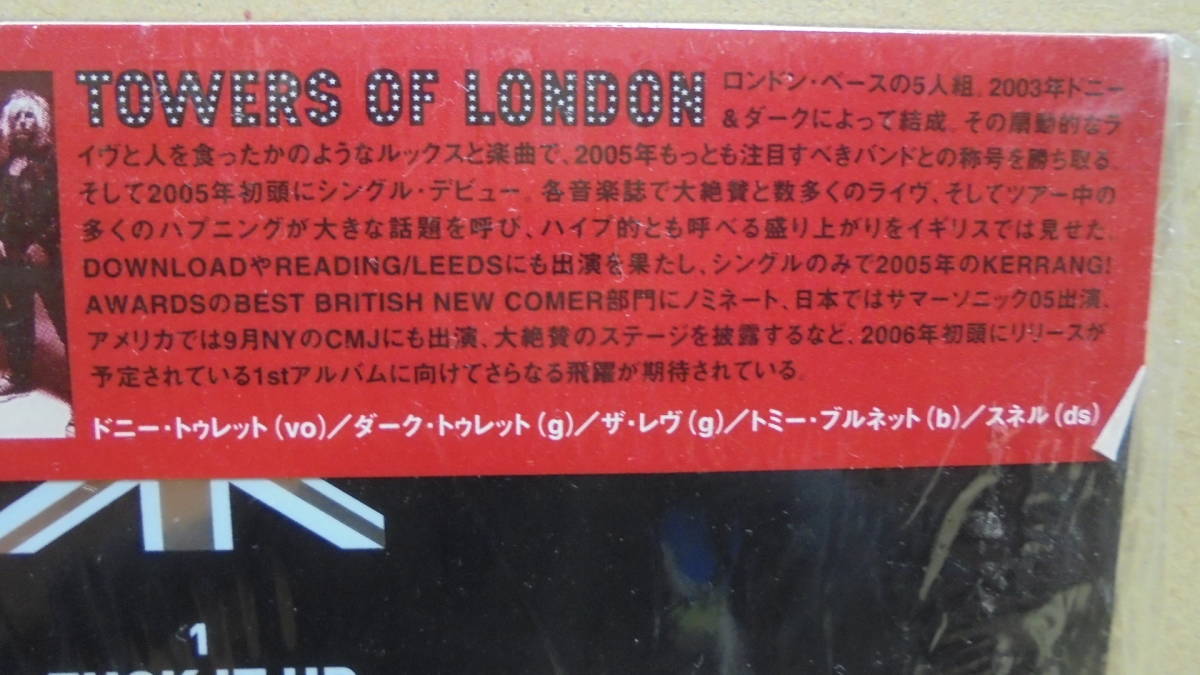 TOWERS OF LONDON
ロンドン・ベースの5人組。2003年ドニー
&ダークによって結成。その扇動的なラ
イヴと人を食ったかのようなルックスと楽曲で、2005年もっとも注目すべきバンドとの称号を勝ち取る。
そして2005年初頭にシングル・デビュー。各音楽誌で大絶賛と数多くのライヴ、そしてツアー中の
多くのハプニングが大きな話題を呼び、ハイプ的とも呼べる盛り上がりをイギリスでは見せた。
DOWNLOADやREADING/LEEDSにも出演を果たし、シングルのみで2005年のKERRANG!
AWARDSのBEST BRITISH NEW COMER部門にノミネート、日本ではサマーソニック05出演、
アメリカでは9月NYのCMJにも出演、大絶賛のステージを披露するなど、2006年初頭にリリースが
予定されている1stアルバムに向けてさらなる飛躍が期待されている。
ドニー・トゥレット(vo)/ダーク・トゥレット(g)/ザ・レヴ(g)/トミー・ブルネット(b)/スネル(ds)
1
IT UP